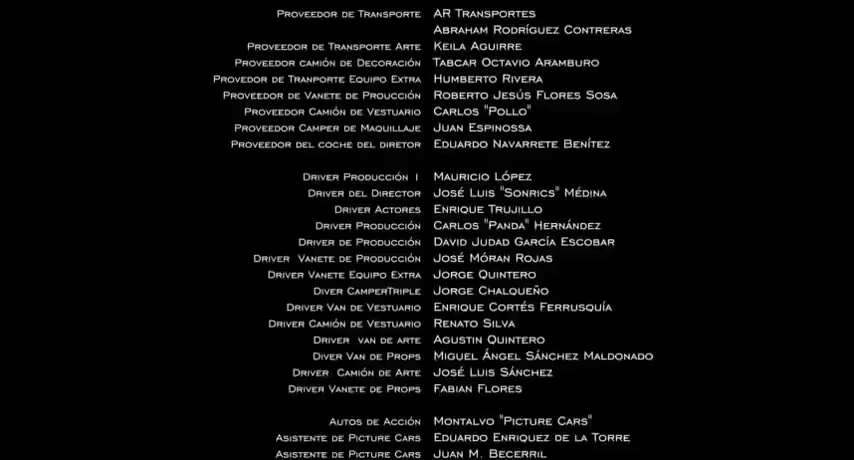 Proveedor de Transporte AR Transportes
Abraham Rodríguez Contreras
Proveedor de Transporte Arte Keila Aguirre
Proveedor camión de Decoración Tabcar Octavio Aramburo
Provedor de Tranporte Equipo Extra Humberto Rivera
Proveedor de Vanete de Proucción Roberto Jesús Flores Sosa
Proveedor Camión de Vestuario Carlos "Pollo"
Proveedor Camper de Maquillaje Juan Espinossa
Proveedor del coche del diretor Eduardo Navarrete Benítez
Driver Producción 1 Mauricio López
Driver del Director José Luis "Sonrics" Médina
Driver Actores Enrique Trujillo
Driver Producción Carlos "Panda" Hernández
Driver de Producción David Judad García Escobar
Driver Vanete de Producción José Móran Rojas
Driver Vanete Equipo Extra Jorge Quintero
Diver CamperTriple Jorge Chalqueño
Driver Van de Vestuario Enrique Cortés Ferrusquía
Driver Camión de Vestuario Renato Silva
Driver van de arte Agustin Quintero
Diver Van de Props Miguel Ángel Sánchez Maldonado
Driver Camión de Arte José Luis Sánchez
Driver Vanete de Props Fabian Flores
Autos de Acción Montalvo "Picture Cars"
Asistente de Picture Cars Eduardo Enriquez de la Torre
Asistente de Picture Cars Juan M. Becerril